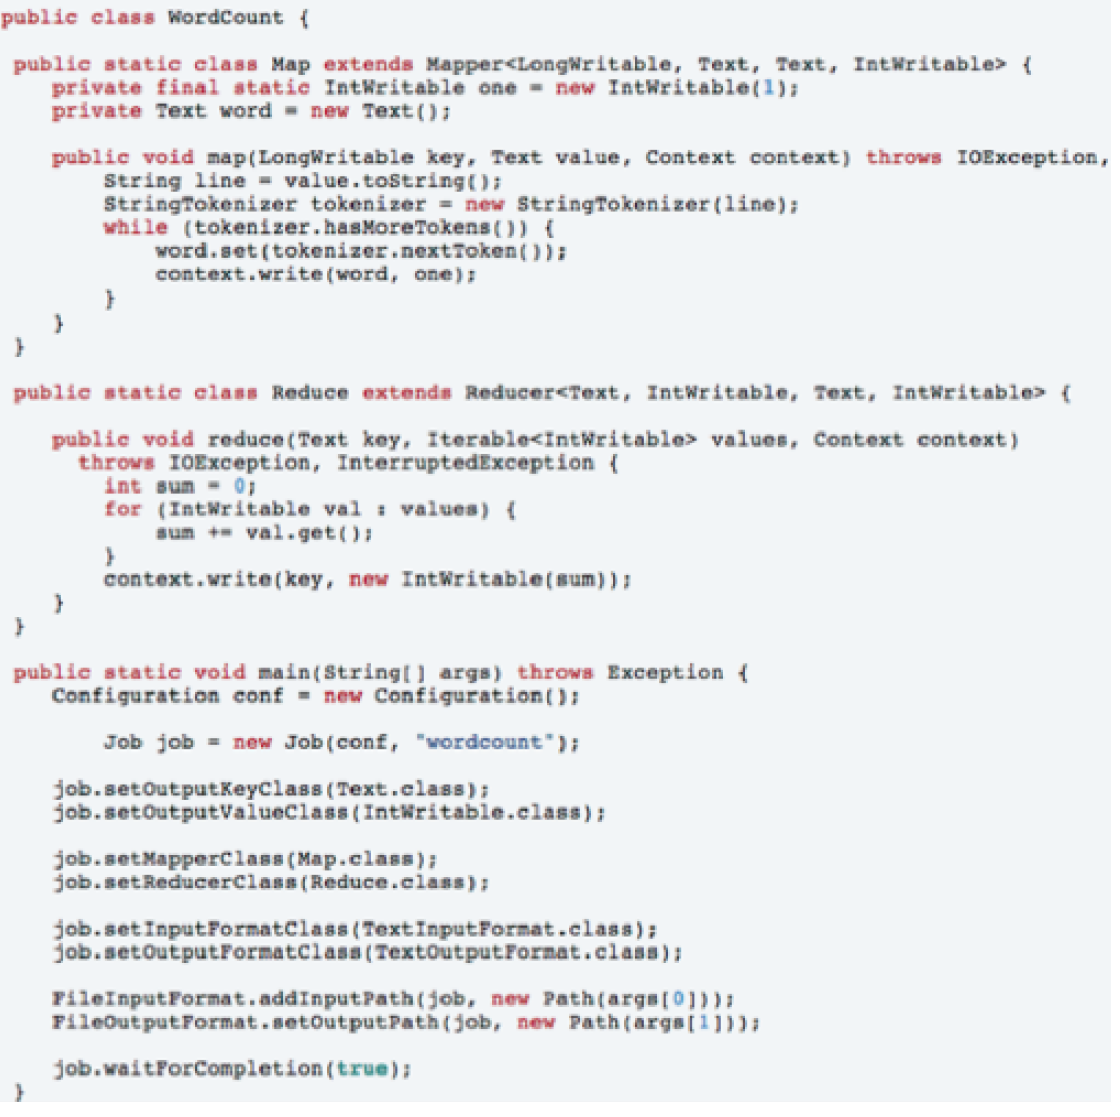 public class WordCount {
public static class Map extends Mapper<LongWritable, Text, Text, IntWritable> {
private final static IntWritable one = new IntWritable(1);
private Text word = new Text();
public void map(LongWritable key, Text value, Context context) throws IOException,
String line = value.toString();
StringTokenizer tokenizer = new StringTokenizer(line);
while (tokenizer.hasMoreTokens()) {
word.set(tokenizer.nextToken());
context.write(word, one);
}
}
}
public static class Reduce extends Reducer<Text, IntWritable, Text, IntWritable> {
public void reduce(Text key, Iterable<IntWritable> values, Context context)
throws IOException, InterruptedException {
int sum = 0;
for (IntWritable val : values) {
sum += val.get();
}
context.write(key, new IntWritable(sum));
}
}
public static void main(String[] args) throws Exception {
Configuration conf = new Configuration();
Job job = new Job(conf, "wordcount");
job.setOutputKeyClass(Text.class);
job.setOutputValueClass(IntWritable.class);
job.setMapperClass(Map.class);
job.setReducerClass(Reduce.class);
job.setInputFormatClass(TextInputFormat.class);
job.setOutputFormatClass(TextOutputFormat.class);
FileInputFormat.addInputPath(job, new Path(args[0]));
FileOutputFormat.setOutputPath(job, new Path(args[1]));
job.waitForCompletion(true);
}